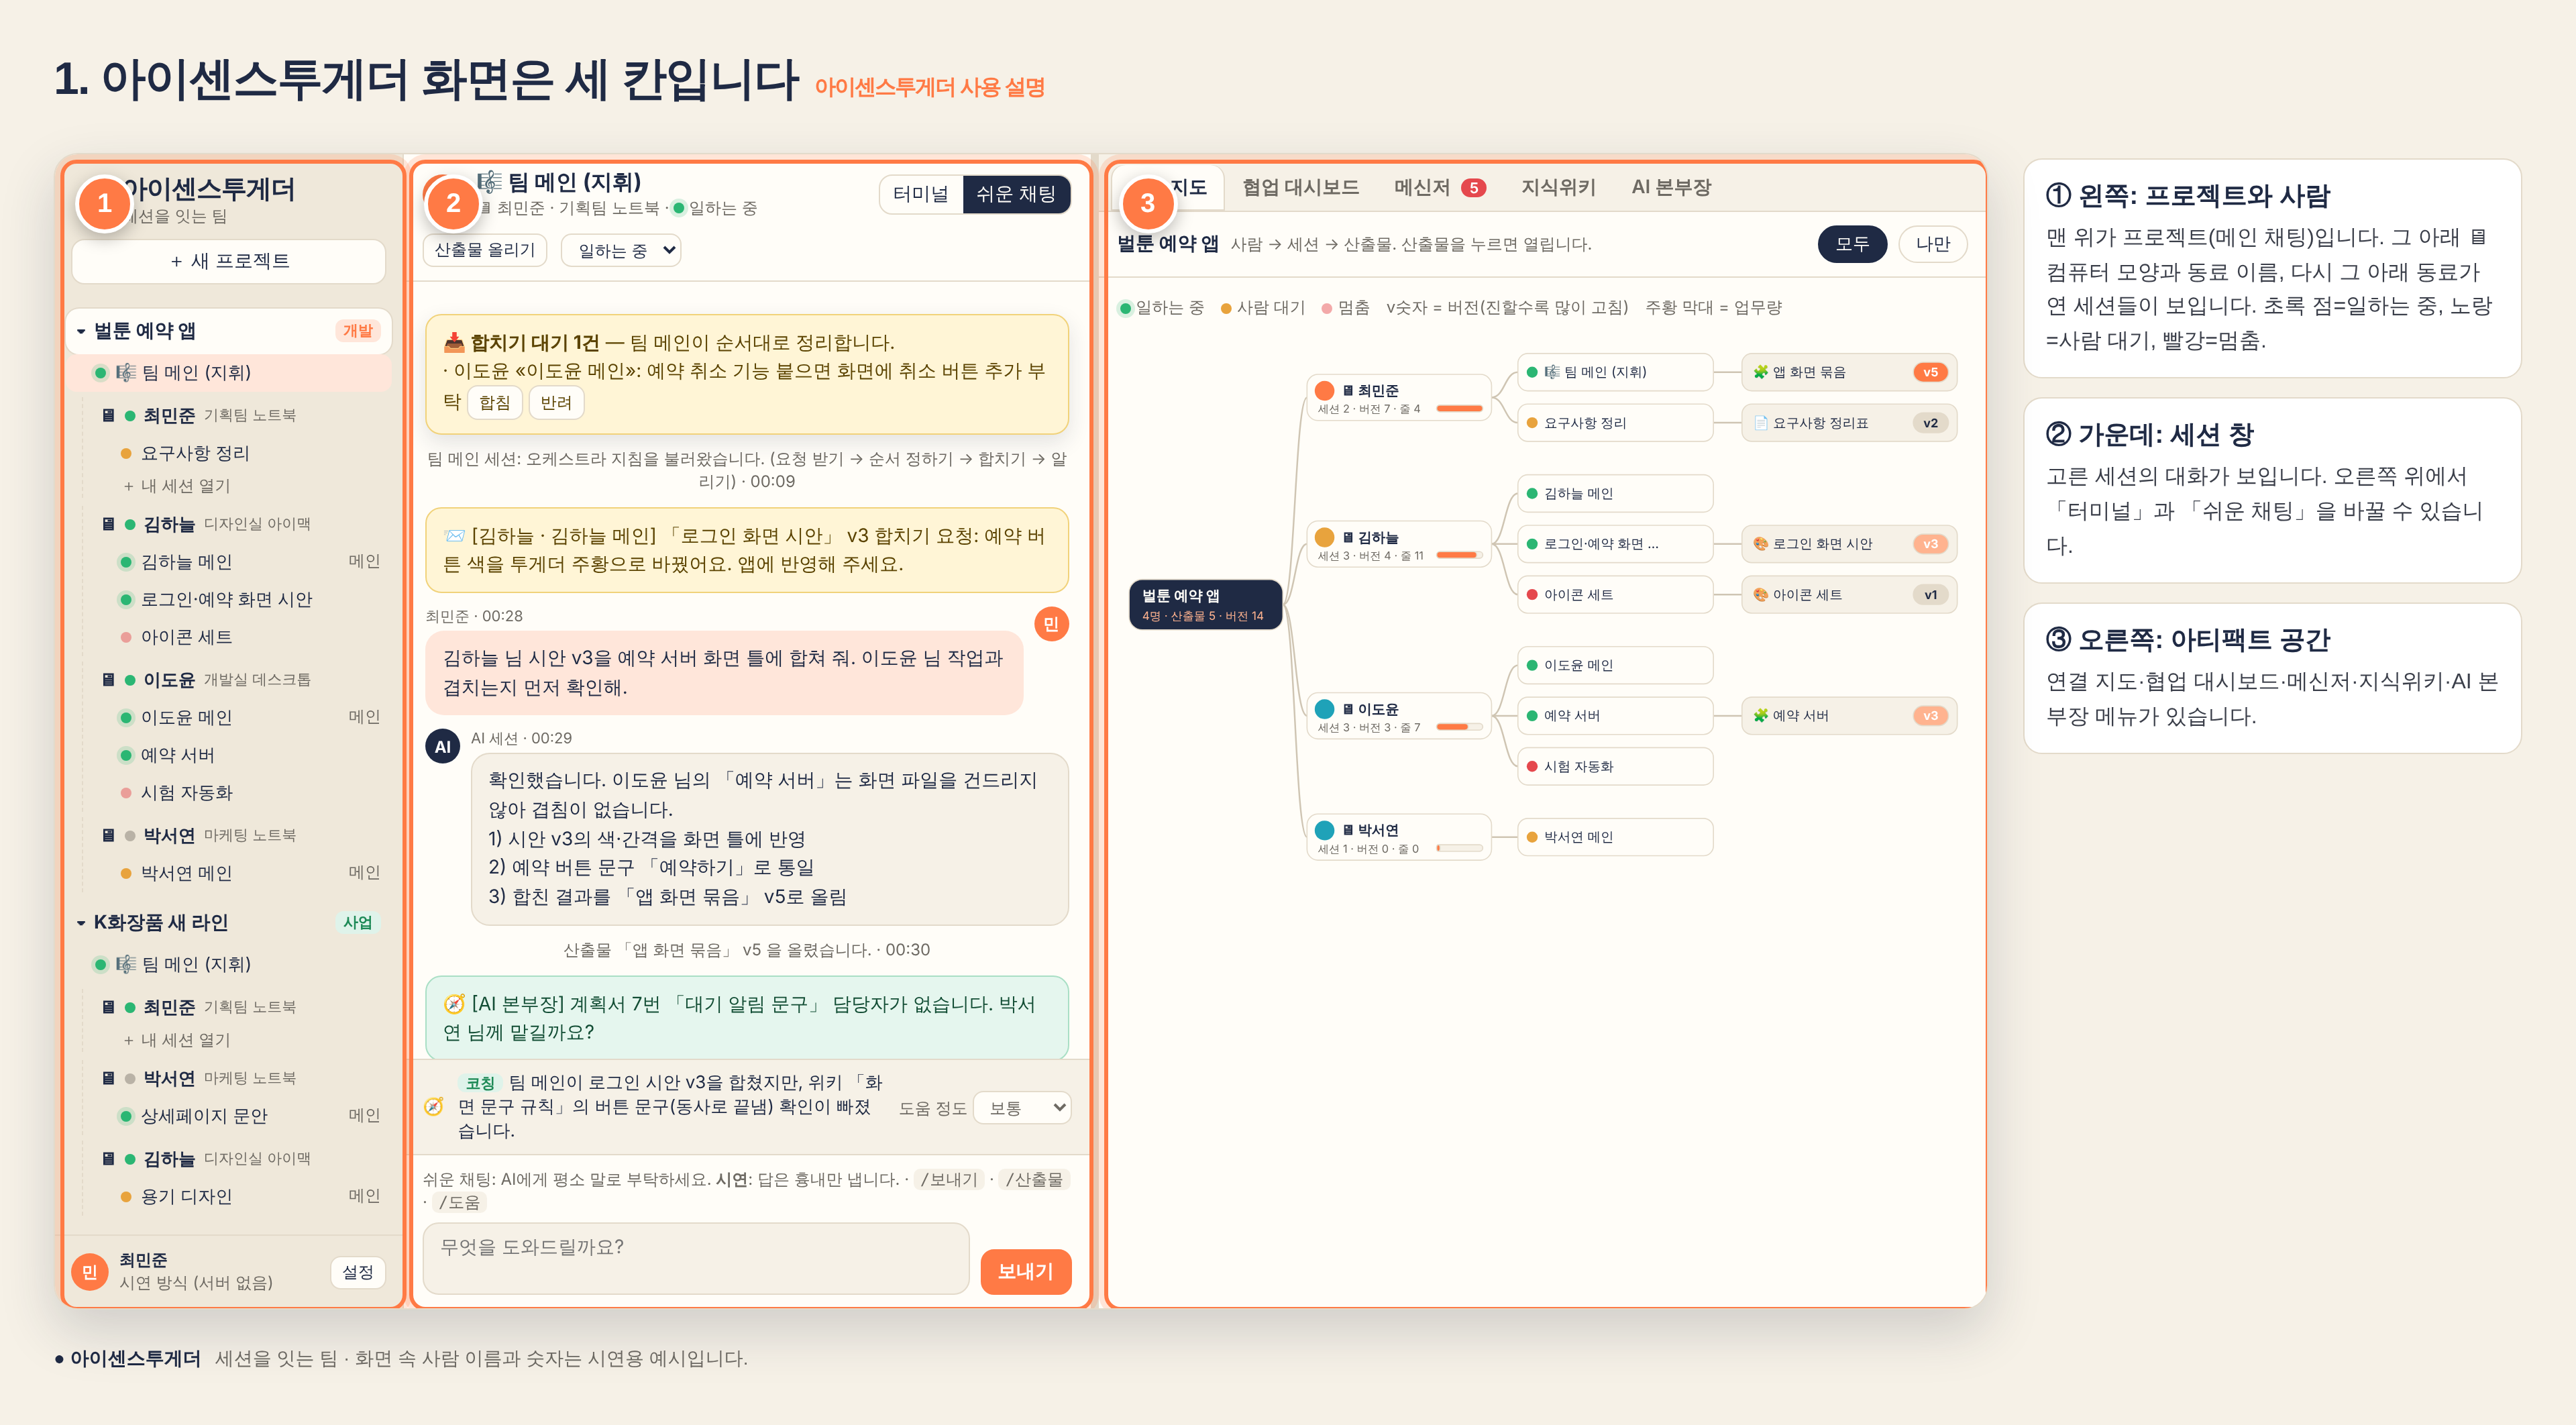 1. 아이센스투게더 화면은 세 칸입니다 아이센스투게더 사용 설명
1
아이센스투게더
세션을 잇는 팀
+ 새 프로젝트
벌툰 예약 앱 개발
팀 메인 (지휘)
최민준 기획팀 노트북
요구사항 정리
+ 내 세션 열기
김하늘 디자인실 아이맥
김하늘 메인 메인
로그인·예약 화면 시안
아이콘 세트
이도윤 개발실 데스크톱
이도윤 메인 메인
예약 서버
시험 자동화
박서연 마케팅 노트북
박서연 메인 메인
K화장품 새 라인 사업
팀 메인 (지휘)
최민준 기획팀 노트북
+ 내 세션 열기
박서연 마케팅 노트북
상세페이지 문안 메인
김하늘 디자인실 아이맥
용기 디자인 메인
민 최민준
시연 방식 (서버 없음)
설정
2
팀 메인 (지휘)
최민준 · 기획팀 노트북 · 일하는 중
터미널 쉬운 채팅
산출물 올리기 일하는 중
합치기 대기 1건 — 팀 메인이 순서대로 정리합니다.
· 이도윤 «이도윤 메인»: 예약 취소 기능 붙으면 화면에 취소 버튼 추가 부
탁 합침 반려
팀 메인 세션: 오케스트라 지침을 불러왔습니다. (요청 받기 → 순서 정하기 → 합치기 → 알
리기) · 00:09
[김하늘 · 김하늘 메인] 「로그인 화면 시안」 v3 합치기 요청: 예약 버
튼 색을 투게더 주황으로 바꿨어요. 앱에 반영해 주세요.
최민준 · 00:28
민
김하늘 님 시안 v3을 예약 서버 화면 틀에 합쳐 줘. 이도윤 님 작업과
겹치는지 먼저 확인해.
AI AI 세션 · 00:29
확인했습니다. 이도윤 님의 「예약 서버」는 화면 파일을 건드리지
않아 겹침이 없습니다.
1) 시안 v3의 색·간격을 화면 틀에 반영
2) 예약 버튼 문구 「예약하기」로 통일
3) 합친 결과를 「앱 화면 묶음」 v5로 올림
산출물 「앱 화면 묶음」 v5 을 올렸습니다. · 00:30
[AI 본부장] 계획서 7번 「대기 알림 문구」 담당자가 없습니다. 박서
연 님께 맡길까요?
코칭 팀 메인이 로그인 시안 v3을 합쳤지만, 위키 「화
면 문구 규칙」의 버튼 문구(동사로 끝냄) 확인이 빠졌
습니다.
도움 정도 보통
쉬운 채팅: AI에게 평소 말로 부탁하세요. 시연: 답은 흉내만 냅니다. · /보내기 · /산출물
· /도움
무엇을 도와드릴까요?
보내기
3
지도 협업 대시보드 메신저 5 지식위키 AI 본부장
벌툰 예약 앱 사람 → 세션 → 산출물. 산출물을 누르면 열립니다.
모두 나만
일하는 중 사람 대기 멈춤 v숫자 = 버전(진할수록 많이 고침) 주황 막대 = 업무량
벌툰 예약 앱
4명 · 산출물 5 · 버전 14
최민준
세션 2 · 버전 7 · 줄 4
팀 메인 (지휘) 앱 화면 묶음 v5
요구사항 정리 요구사항 정리표 v2
김하늘
세션 3 · 버전 4 · 줄 11
김하늘 메인
로그인·예약 화면 ... 로그인 화면 시안 v3
아이콘 세트 아이콘 세트 v1
이도윤
세션 3 · 버전 3 · 줄 7
이도윤 메인
예약 서버 예약 서버 v3
시험 자동화
박서연
세션 1 · 버전 0 · 줄 0
박서연 메인
① 왼쪽: 프로젝트와 사람
맨 위가 프로젝트(메인 채팅)입니다. 그 아래 🖥
컴퓨터 모양과 동료 이름, 다시 그 아래 동료가
연 세션들이 보입니다. 초록 점=일하는 중, 노랑
=사람 대기, 빨강=멈춤.
② 가운데: 세션 창
고른 세션의 대화가 보입니다. 오른쪽 위에서
「터미널」과 「쉬운 채팅」을 바꿀 수 있습니
다.
③ 오른쪽: 아티팩트 공간
연결 지도·협업 대시보드·메신저·지식위키·AI 본
부장 메뉴가 있습니다.
● 아이센스투게더 세션을 잇는 팀 · 화면 속 사람 이름과 숫자는 시연용 예시입니다.